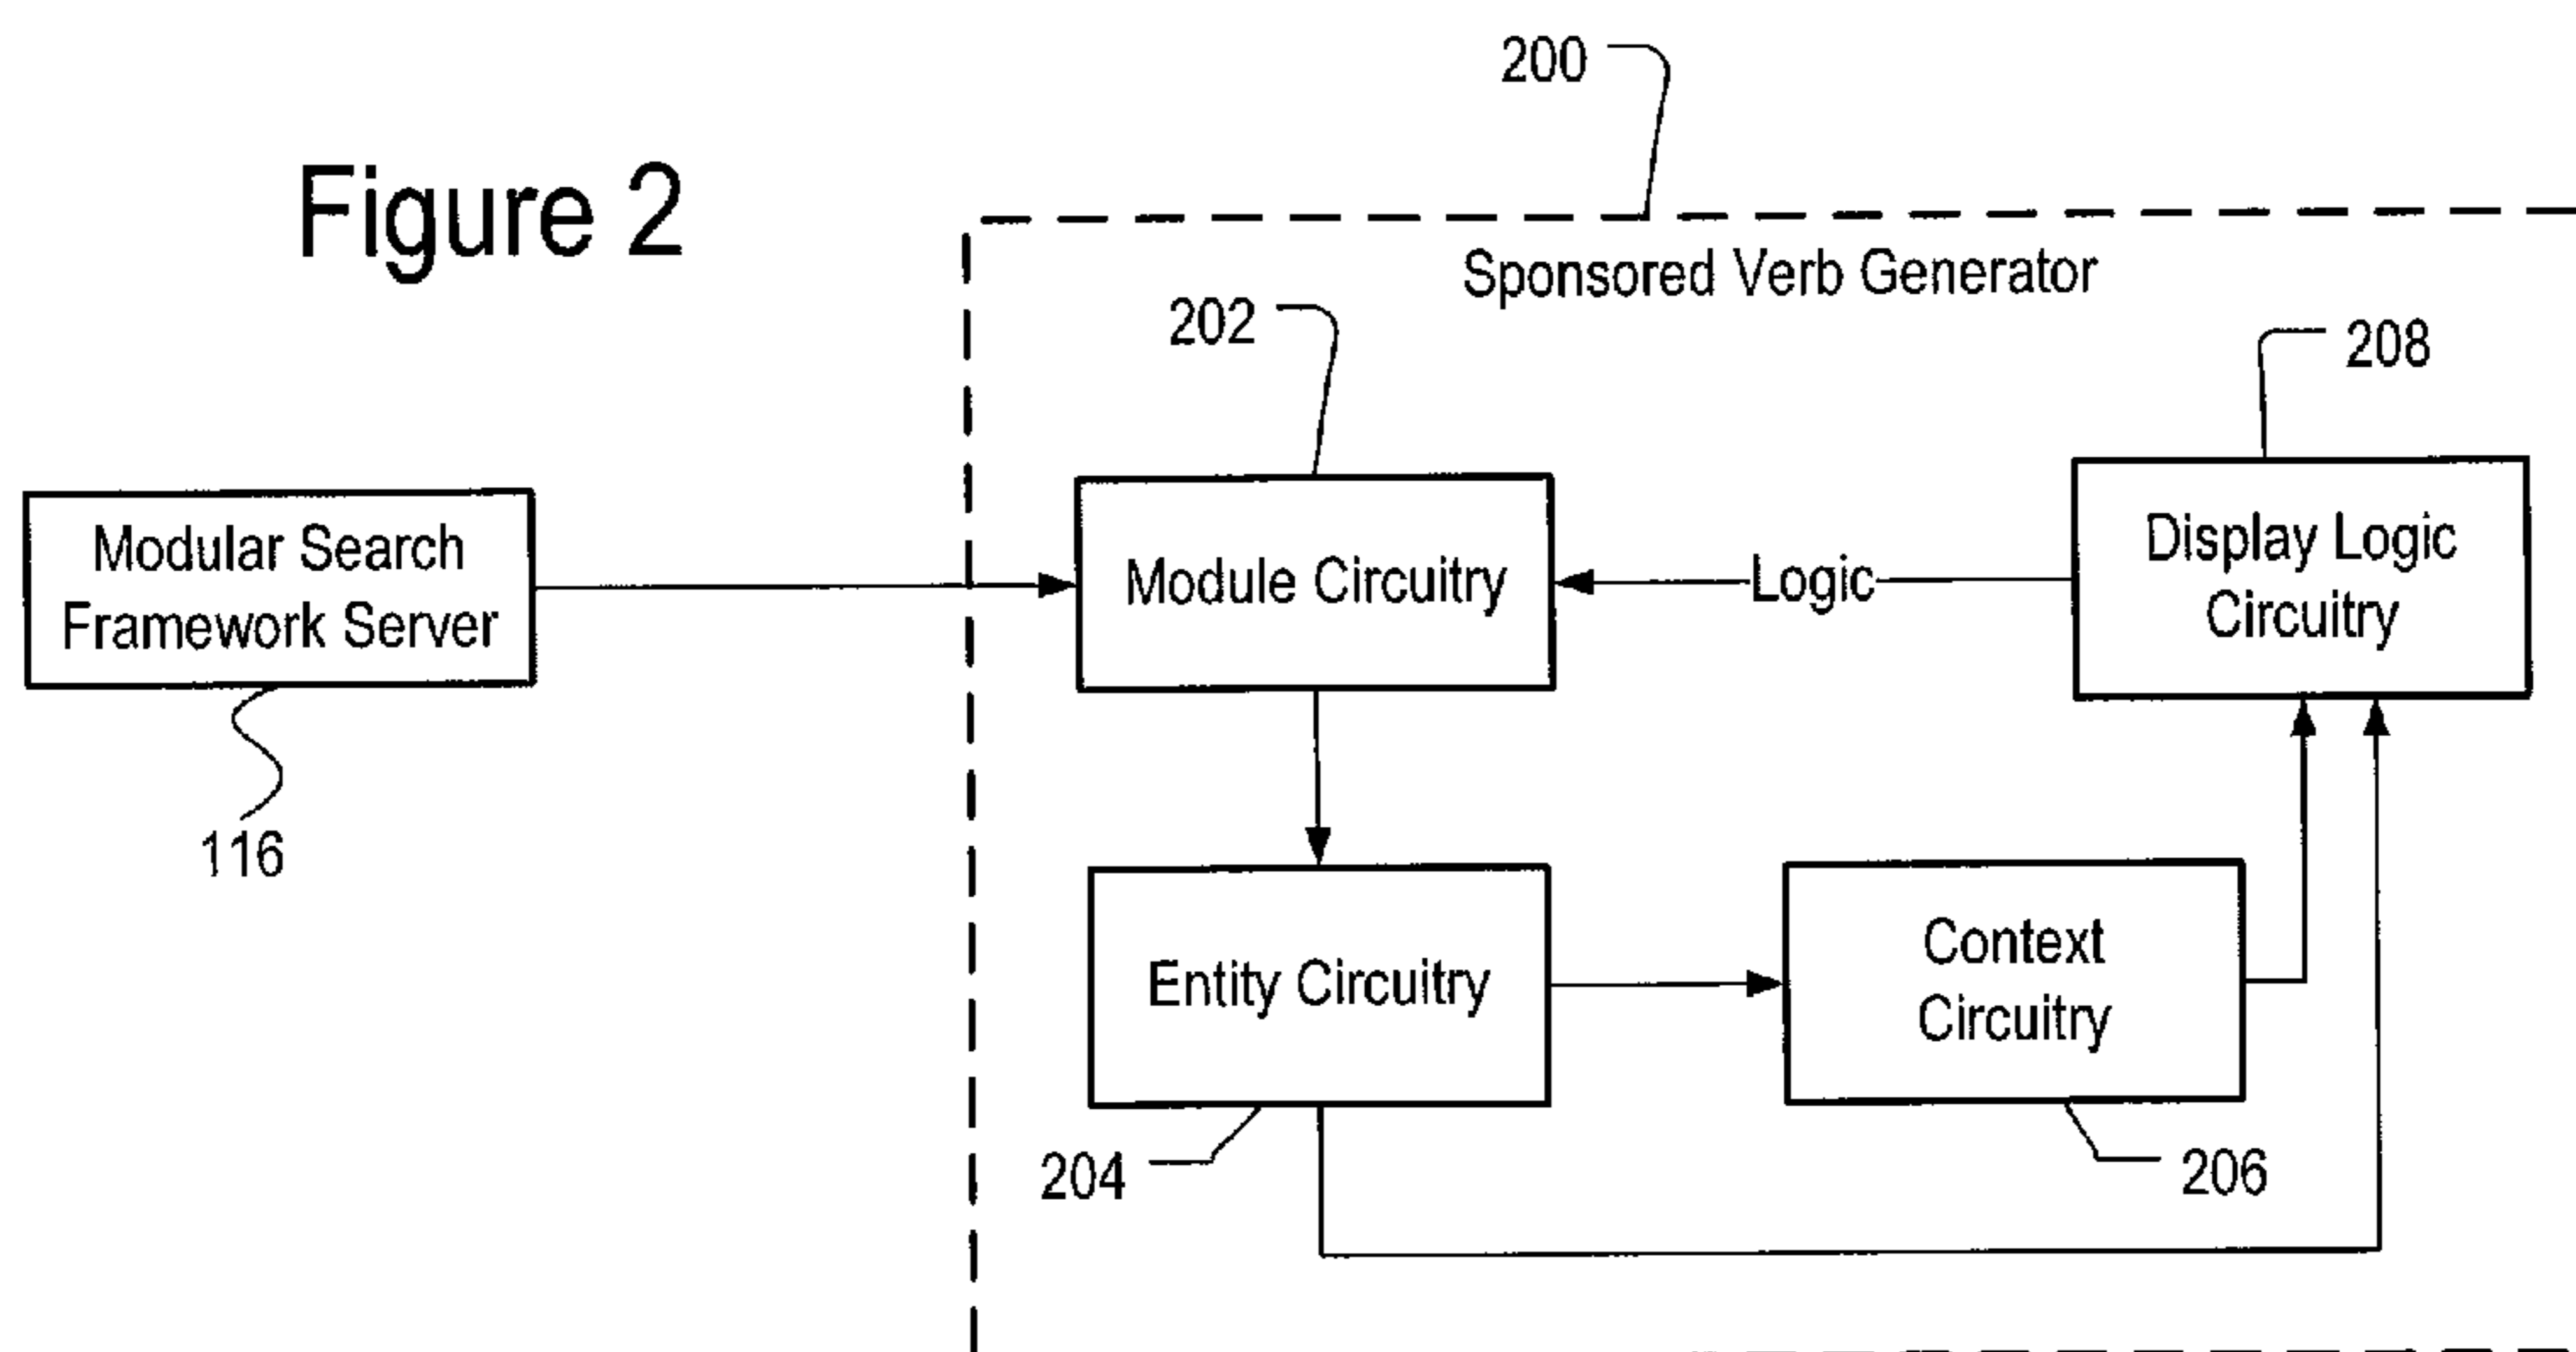 200
Figure 2
Sponsored Verb Generator
202
208
Modular Search
Framework Server
Module Circuitry
Logic
Display Logic
Circuitry
116
Entity Circuitry
Context
Circuitry
204
206